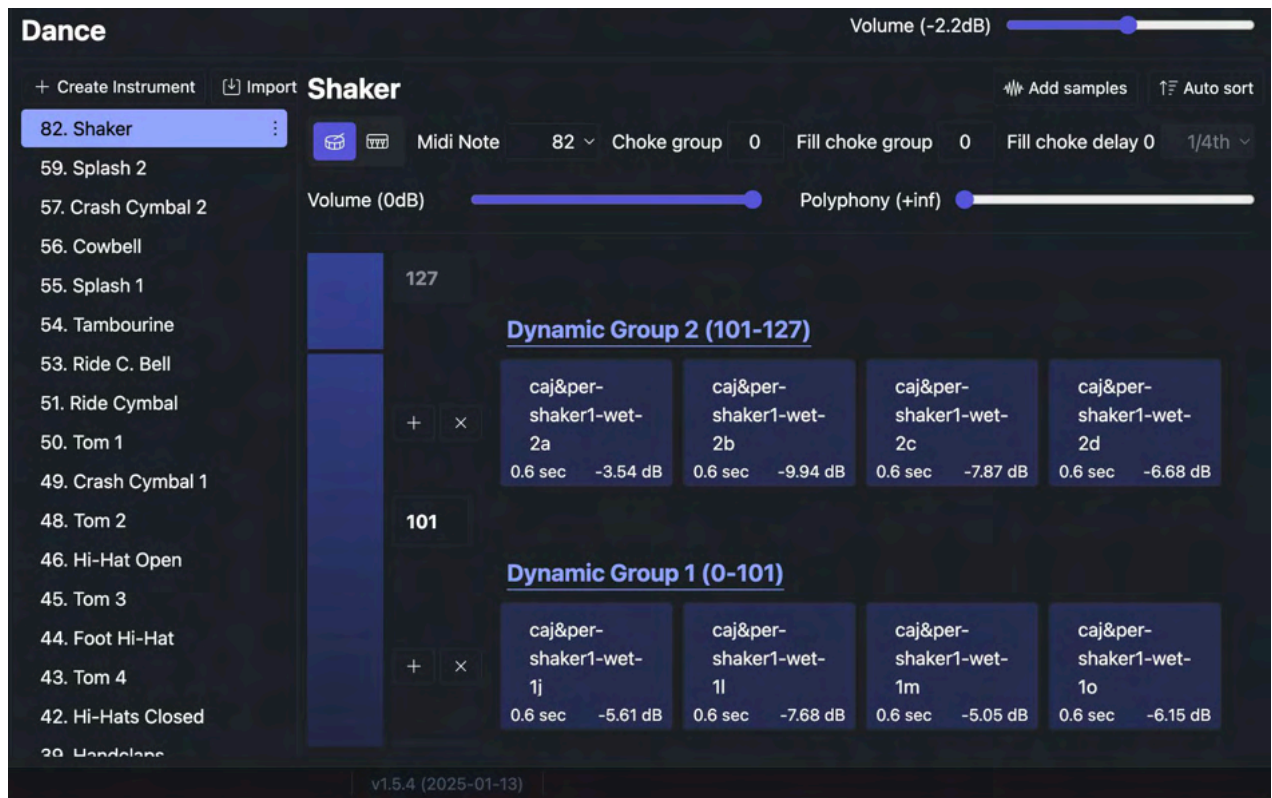 Dance
Volume (-2.2dB)
+ Create Instrument
Import
Shaker
Add samples
Auto sort
82. Shaker
Midi Note 82
Choke group 0
Fill choke group 0
Fill choke delay 0
1/4th
59. Splash 2
57. Crash Cymbal 2
Volume (0dB)
Polyphony (+inf)
56. Cowbell
55. Splash 1
54. Tambourine
53. Ride C. Bell
51. Ride Cymbal
50. Tom 1
49. Crash Cymbal 1
48. Tom 2
46. Hi-Hat Open
45. Tom 3
44. Foot Hi-Hat
43. Tom 4
42. Hi-Hats Closed
39. Handclaps
127
Dynamic Group 2 (101-127)
caj&per-
shaker1-wet-
2a
0.6 sec -3.54 dB
caj&per-
shaker1-wet-
2b
0.6 sec -9.94 dB
caj&per-
shaker1-wet-
2c
0.6 sec -7.87 dB
caj&per-
shaker1-wet-
2d
0.6 sec -6.68 dB
101
Dynamic Group 1 (0-101)
caj&per-
shaker1-wet-
1j
0.6 sec -5.61 dB
caj&per-
shaker1-wet-
1l
0.6 sec -7.68 dB
caj&per-
shaker1-wet-
1m
0.6 sec -5.05 dB
caj&per-
shaker1-wet-
1o
0.6 sec -6.15 dB
v1.5.4 (2025-01-13)